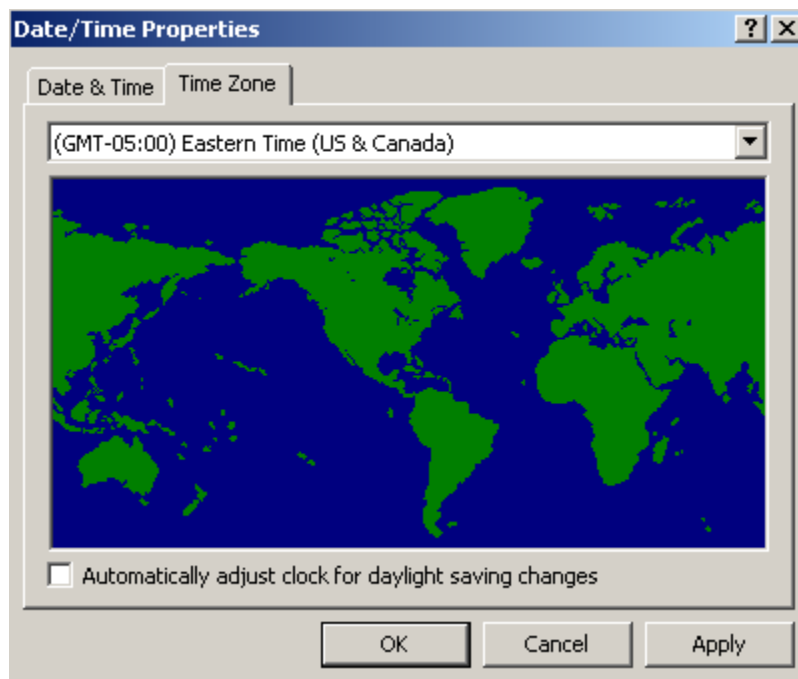 Date/Time Properties
Date & Time Time Zone
(GMT-05:00) Eastern Time (US & Canada)
Automatically adjust clock for daylight saving changes
OK Cancel Apply